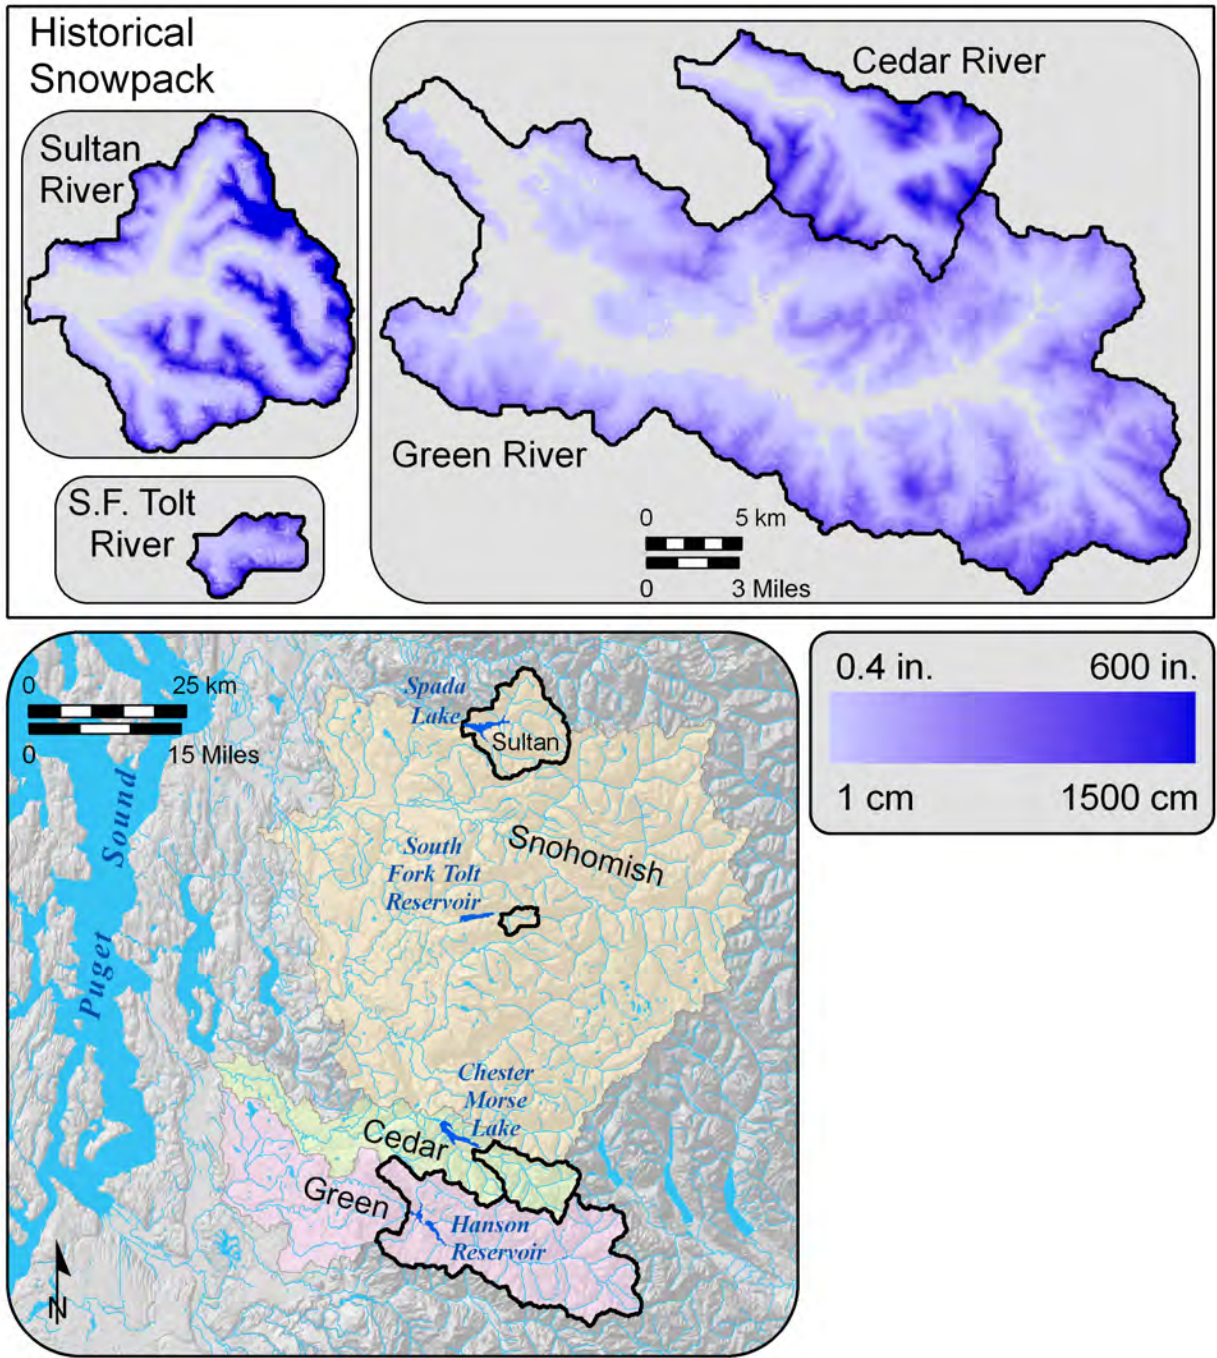 Historical
Snowpack
Sultan
River
S.F. Tolt
River
Cedar River
Green River
0 5 km
0 3 Miles
0 25 km
0 15 Miles
Puget Sound
Spada
Lake
Sultan
Snohomish
South
Fork Tolt
Reservoir
Chester
Morse
Lake
Cedar
Green
Hanson
Reservoir
N
0.4 in. 600 in.
1 cm 1500 cm